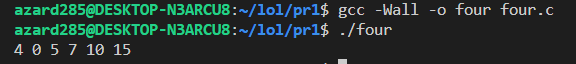 azard285@DESKTOP-N3ARCU8:~/lol/pr1$ gcc -Wall -o four four.c
azard285@DESKTOP-N3ARCU8:~/lol/pr1$ ./four
4 0 5 7 10 15